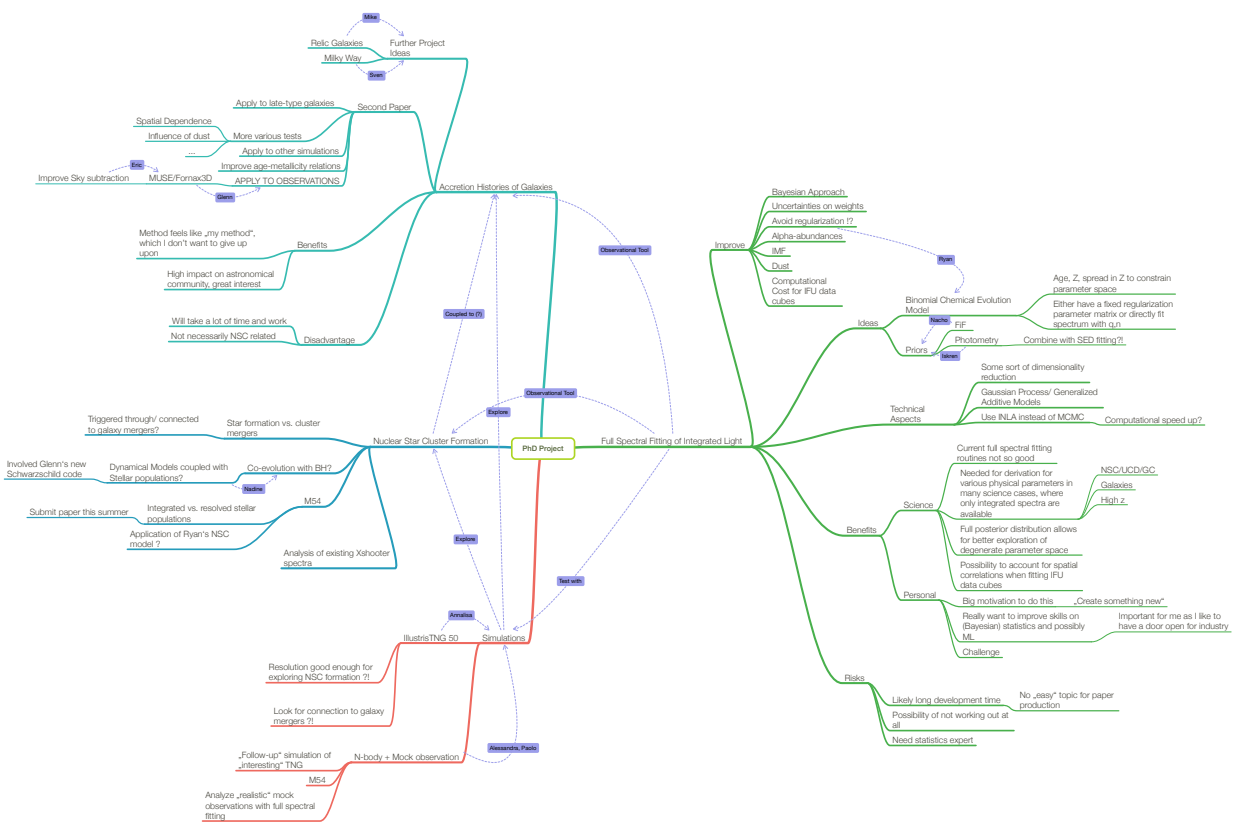 Mike
Relic Galaxies
Further Project
Ideas
Milky Way
Sven
Apply to late-type galaxies
Second Paper
Spatial Dependence
Influence of dust
More various tests
...
Apply to other simulations
Improve age-metallicity relations
Eric
Improve Sky subtraction
MUSE/Fornax3D
APPLY TO OBSERVATIONS
Glenn
Accretion Histories of Galaxies
Method feels like „my method“,
which I don't want to give up
upon
Benefits
High impact on astronomical
community, great interest
Will take a lot of time and work
Not necessarily NSC related
Disadvantage
Observational Tool
Coupled to (?)
Observational Tool
Explore
Triggered through/ connected
to galaxy mergers?
Star formation vs. cluster
mergers
Nuclear Star Cluster Formation
PhD Project
Full Spectral Fitting of Integrated Light
Involved Glenn's new
Schwarzschild code
Dynamical Models coupled with
Stellar populations?
Co-evolution with BH?
Nadine
M54
Submit paper this summer
Integrated vs. resolved stellar
populations
Application of Ryan's NSC
model ?
Analysis of existing Xshooter
spectra
Explore
Test with
Annalisa
IllustrisTNG 50
Simulations
Resolution good enough for
exploring NSC formation ?!
Look for connection to galaxy
mergers ?!
Alessandra, Paolo
„Follow-up“ simulation of
„interesting“ TNG
N-body + Mock observation
M54
Analyze „realistic“ mock
observations with full spectral
fitting
Improve
Bayesian Approach
Uncertainties on weights
Avoid regularization !?
Alpha-abundances
IMF
Dust
Computational
Cost for IFU data
cubes
Ryan
Ideas
Binomial Chemical Evolution
Model
Age, Z, spread in Z to constrain
parameter space
Either have a fixed regularization
parameter matrix or directly fit
spectrum with q,n
Nacho
Priors
FIF
Photometry
Combine with SED fitting?!
Iskren
Technical
Aspects
Some sort of dimensionality
reduction
Gaussian Process/ Generalized
Additive Models
Use INLA instead of MCMC
Computational speed up?
Benefits
Science
Current full spectral fitting
routines not so good
Needed for derivation for
various physical parameters in
many science cases, where
only integrated spectra are
available
NSC/UCD/GC
Galaxies
High z
Full posterior distribution allows
for better exploration of
degenerate parameter space
Possibility to account for spatial
correlations when fitting IFU
data cubes
Personal
Big motivation to do this
„Create something new“
Really want to improve skills on
(Bayesian) statistics and possibly
ML
Important for me as I like to
have a door open for industry
Challenge
Risks
Likely long development time
No „easy“ topic for paper
production
Possibility of not working out at
all
Need statistics expert